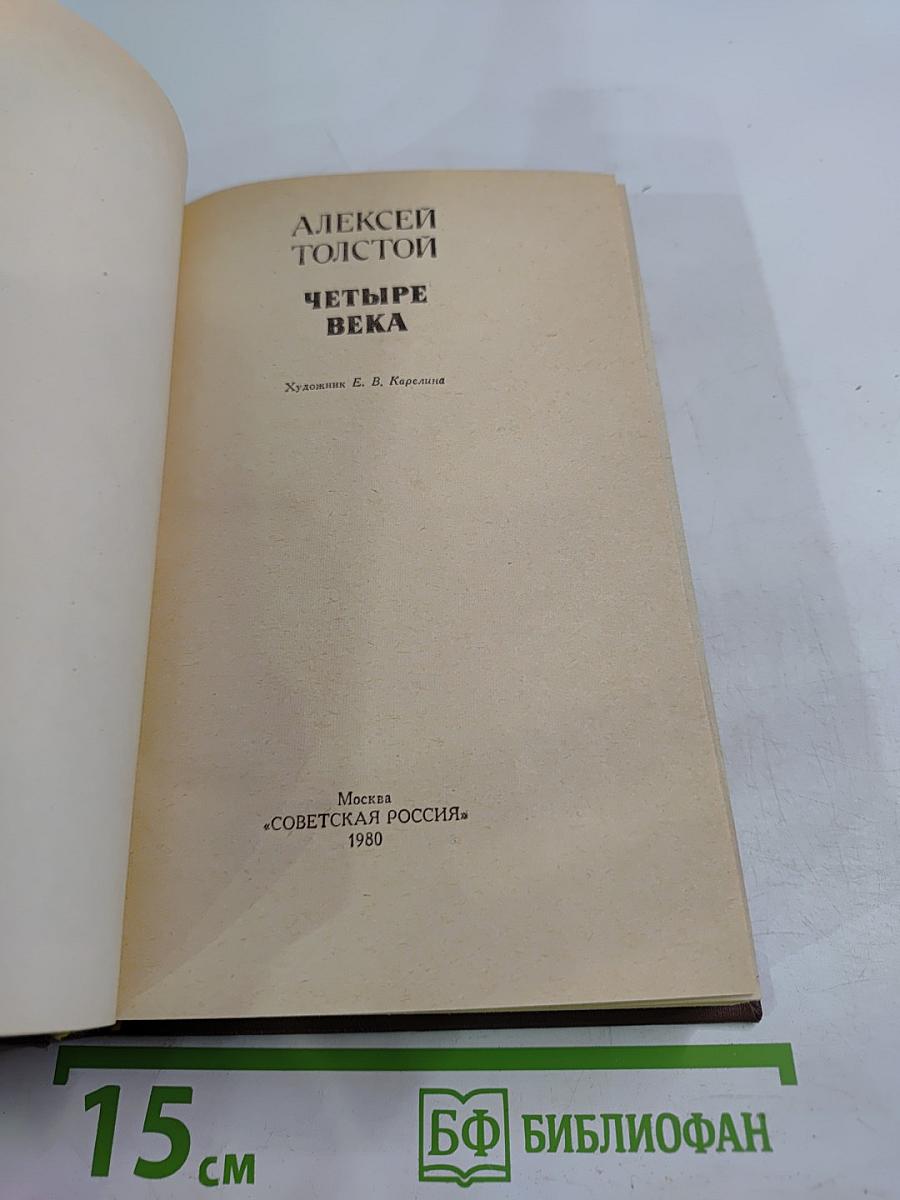 АЛЕКСЕЙ
ТОЛСТОЙ
ЧЕТЫРЕ
ВЕКА
Художник Е. В. Карелина
Москва
«СОВЕТСКАЯ РОССИЯ»
1980
15 см
БФ БИБЛИОФАН